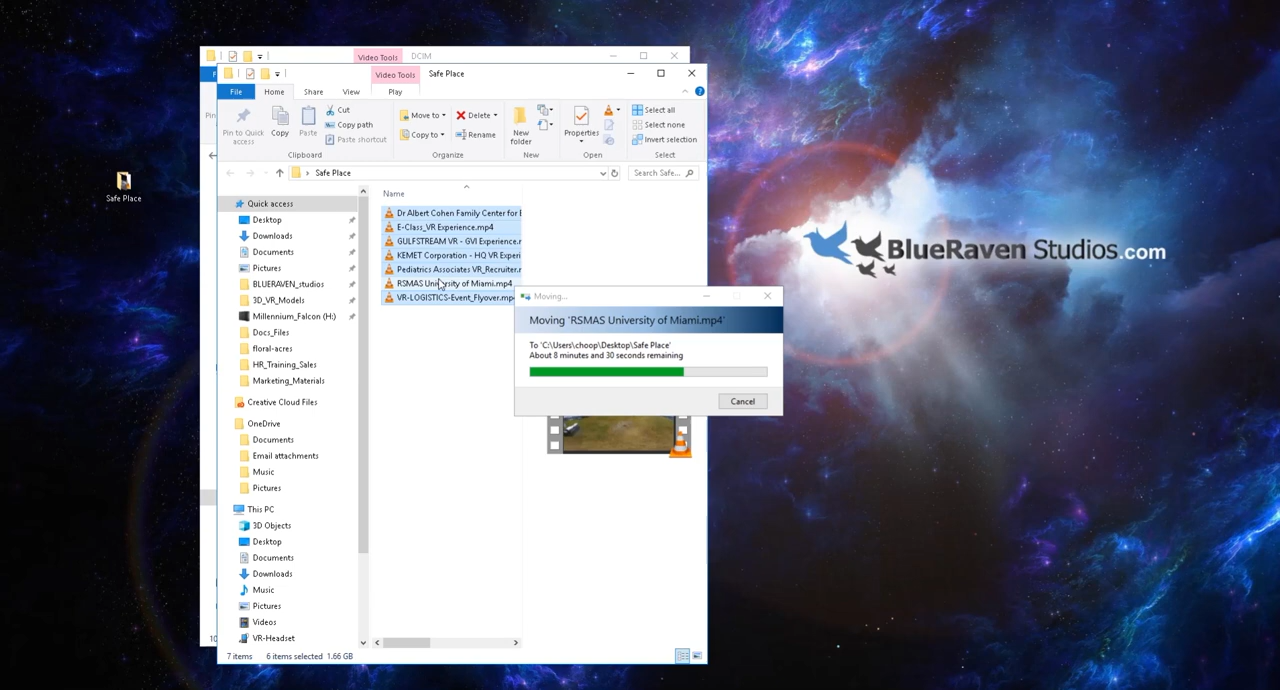 Video Tools DCIM
Video Tools Safe Place
File Home Share View Play
Pin to Quick access
Copy
Paste
Cut
Copy path
Paste shortcut
Clipboard
Move to
Copy to
Delete
Rename
Organize
New folder
New
Properties
Open
Select all
Select none
Invert selection
Select
Safe Place
Search Safe...
Safe Place
Quick access
Desktop
Downloads
Documents
Pictures
BLUERAVEN_studios
3D_VR_Models
Millennium_Falcon (H:)
Docs_Files
floral-acres
HR_Training_Sales
Marketing_Materials
Creative Cloud Files
OneDrive
Documents
Email attachments
Music
Pictures
This PC
3D Objects
Desktop
Documents
Downloads
Music
Pictures
Videos
VR-Headset
Name
Dr Albert Cohen Family Center for
E-Class_VR Experience.mp4
GULFSTREAM VR - GVI Experience.
KEMET Corporation - HQ VR Experi
Pediatrics Associates VR_Recruiter.
RSMAS University of Miami.mp4
VR-LOGISTICS-Event_Flyover.mp
7 items 6 items selected 1.66 GB
Moving...
Moving 'RSMAS University of Miami.mp4'
To 'C:\Users\choop\Desktop\Safe Place'
About 8 minutes and 30 seconds remaining
Cancel
BlueRaven Studios.com